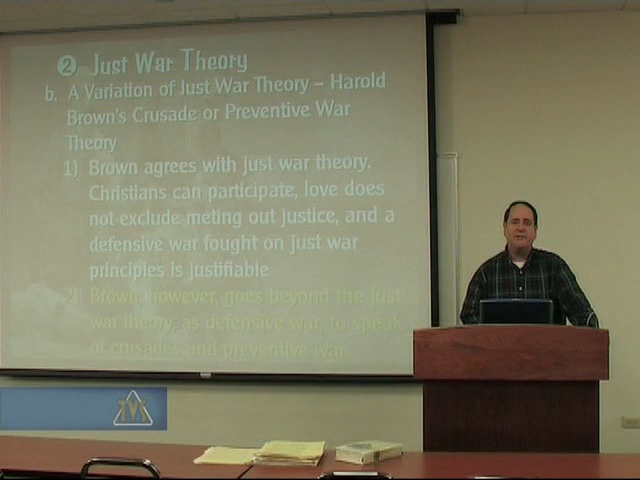 2 Just War Theory
b. A Variation of Just War Theory – Harold
Brown's Crusade or Preventive War
Theory
1) Brown agrees with just war theory.
Christians can participate, love does
not exclude meting out justice, and a
defensive war fought on just war
principles is justifiable
2) Brown, however, goes beyond the just
war theory, as defensive war, to speak
of crusades and preventive war